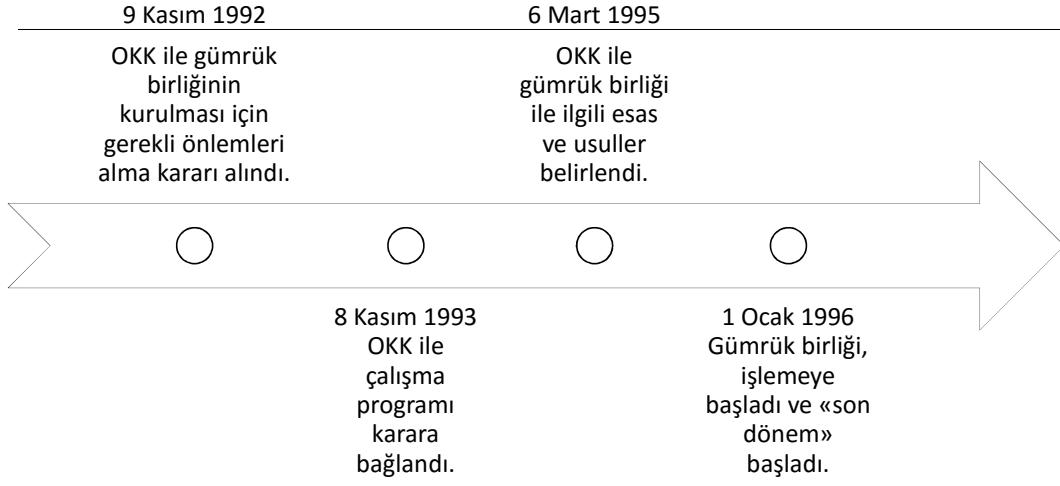 9 Kasım 1992
OKK ile gümrük
birliğinin
kurulması için
gerekli önlemleri
alma kararı alındı.
8 Kasım 1993
OKK ile
çalışma
programı
karara
bağlandı.
6 Mart 1995
OKK ile
gümrük birliği
ile ilgili esas
ve usuller
belirlendi.
1 Ocak 1996
Gümrük birliği,
işlemeye
başladı ve «son
dönem»
başladı.